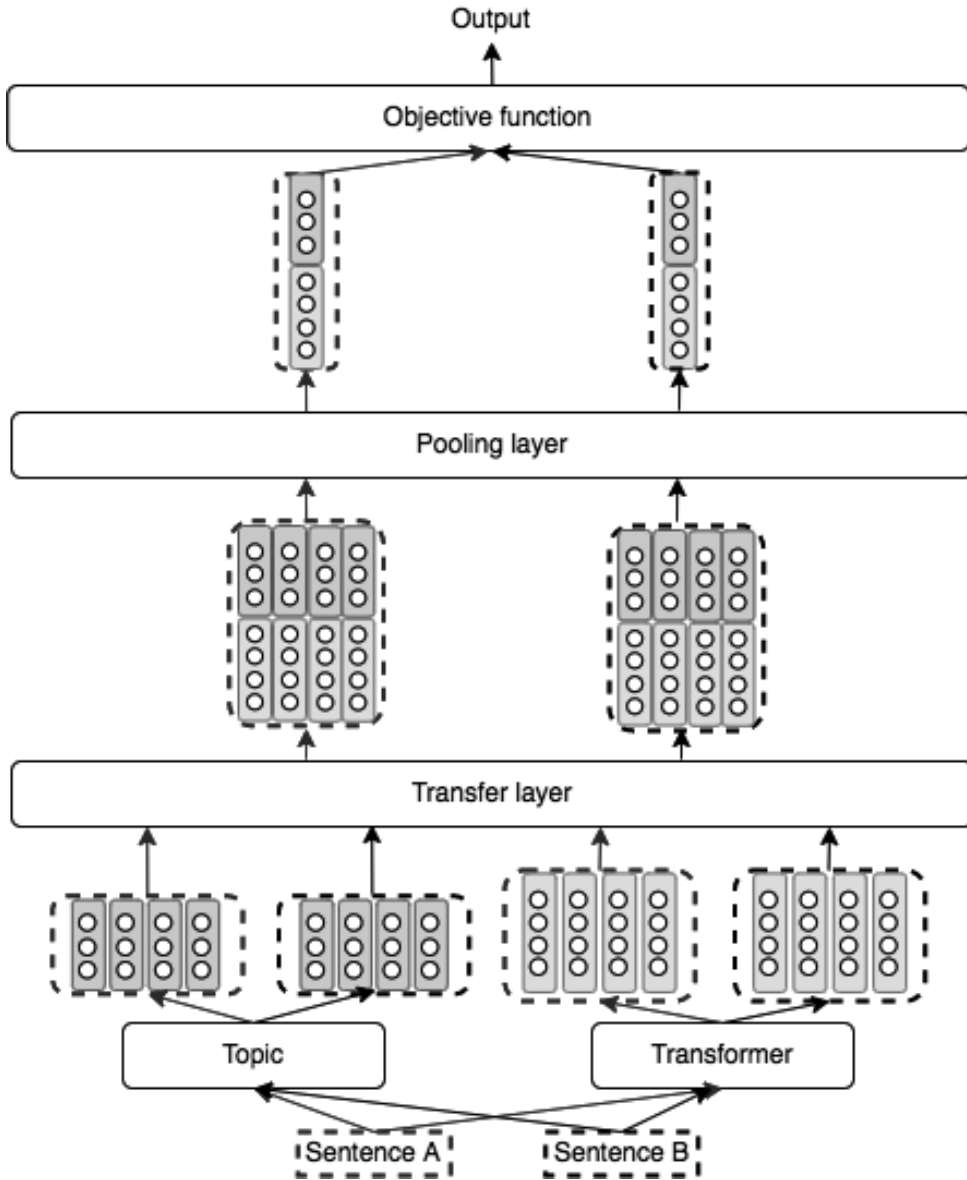 Output
Objective function
Pooling layer
Transfer layer
Topic
Transformer
Sentence A
Sentence B